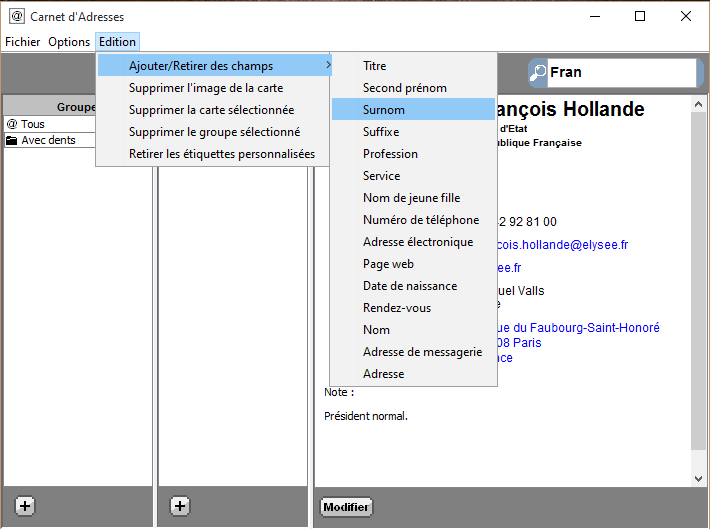 Carnet d'Adresses
Fichier Options Edition
Fran
Ajouter/Retirer des champs
Supprimer l'image de la carte
Supprimer la carte sélectionnée
Supprimer le groupe sélectionné
Retirer les étiquettes personnalisées
Titre
Second prénom
Surnom
Suffixe
Profession
Service
Nom de jeune fille
Numéro de téléphone
Adresse électronique
Page web
Date de naissance
Rendez-vous
Nom
Adresse de messagerie
Adresse
Groupe
@ Tous
Avec dents
ançois Hollande
d'Etat
publique Française
92 81 00
cois.hollande@elysee.fr
ee.fr
uel Valls
e
ue du Faubourg-Saint-Honoré
08 Paris
nce
Note :
Président normal.
+
+
Modifier